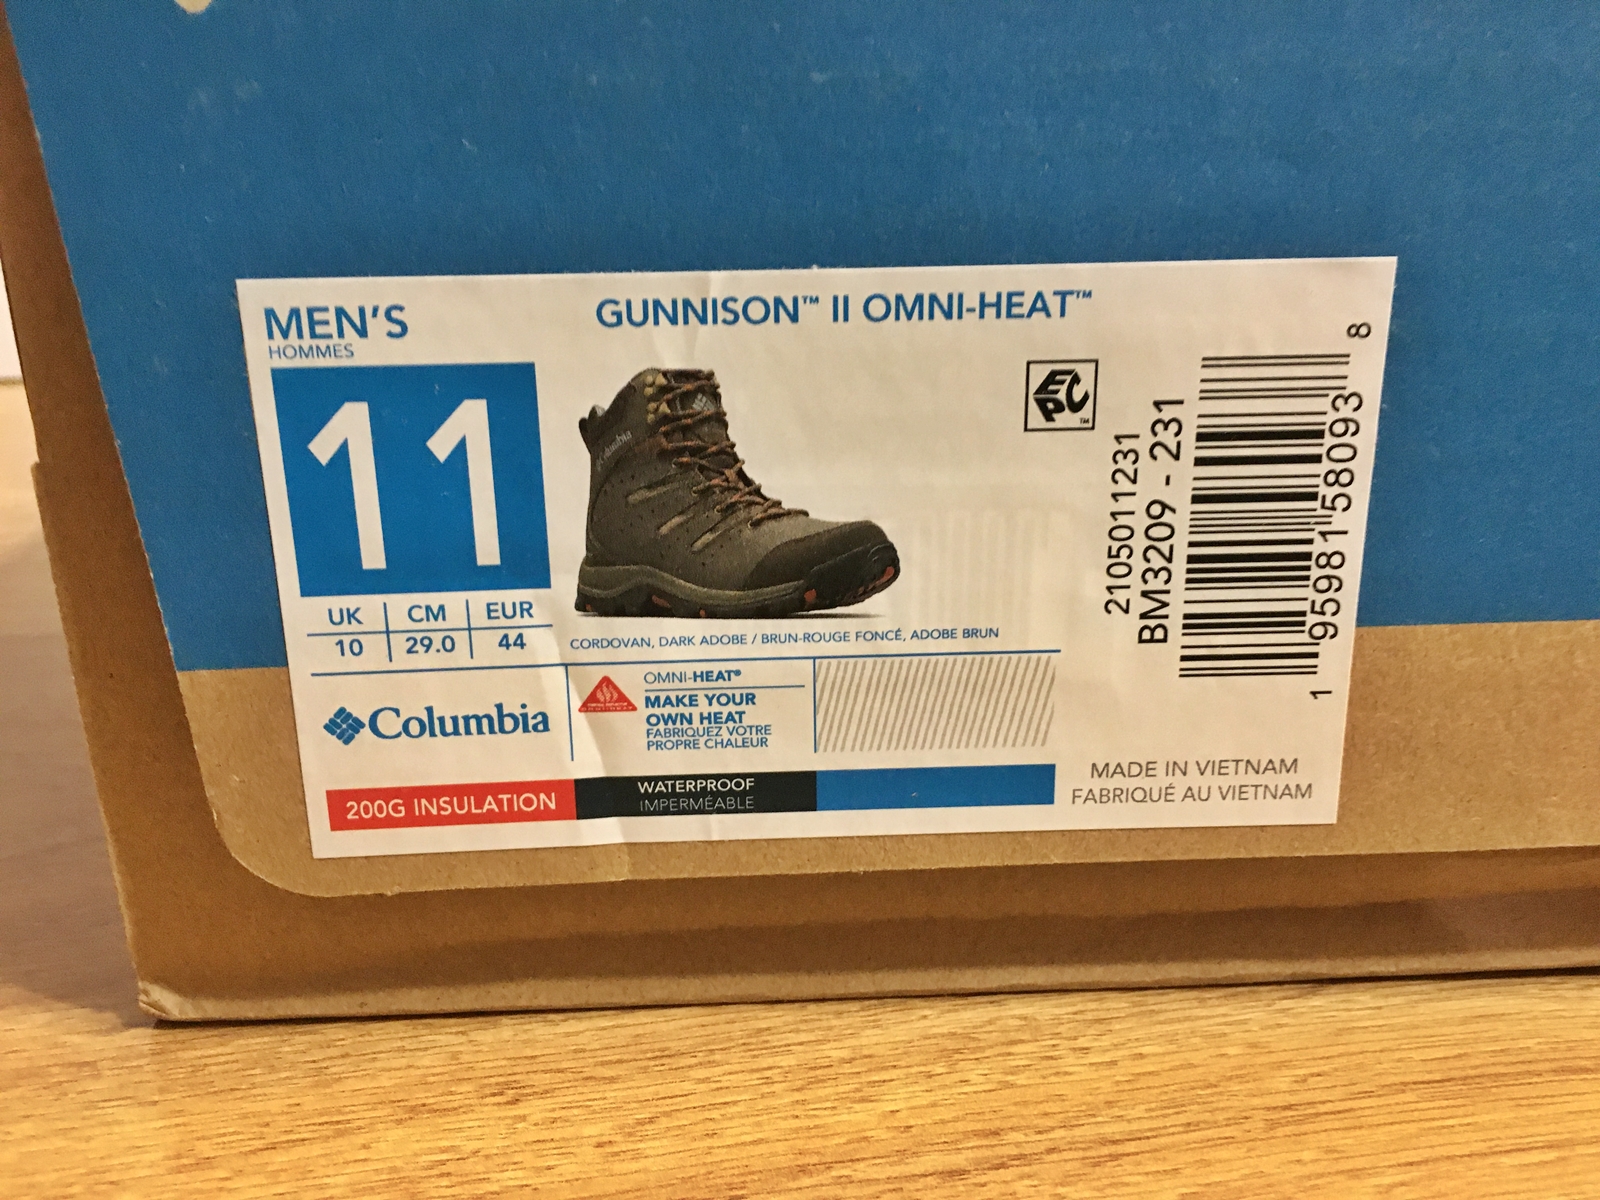 MEN'S
HOMMES
GUNNISON™ II OMNI-HEAT™
11
UK CM EUR
10 29.0 44
Columbia
CORDOVAN, DARK ADOBE / BRUN-ROUGE FONCÉ, ADOBE BRUN
Columbia
OMNI-HEAT®
MAKE YOUR
OWN HEAT
FABRIQUEZ VOTRE
PROPRE CHALEUR
200G INSULATION
WATERPROOF
IMPERMÉABLE
EPC™
2105011231
BM3209 - 231
1 95981 58093 8
MADE IN VIETNAM
FABRIQUÉ AU VIETNAM